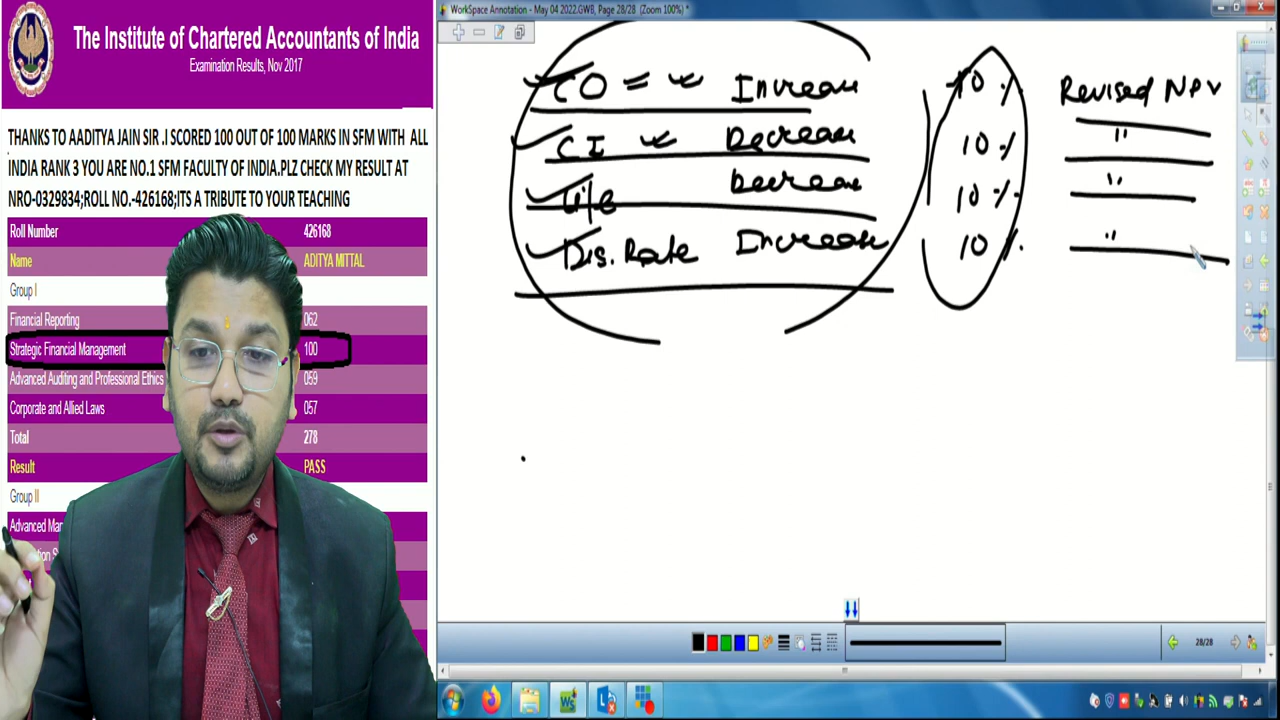 The Institute of Chartered Accountants of India
Examination Results, Nov 2017
THANKS TO AADITYA JAIN SIR .I SCORED 100 OUT OF 100 MARKS IN SFM WITH ALL
INDIA RANK 3 YOU ARE NO.1 SFM FACULTY OF INDIA.PLZ CHECK MY RESULT AT
NRO-0329834;ROLL NO.-426168;ITS A TRIBUTE TO YOUR TEACHING
Roll Number 426168
Name ADITYA MITTAL
Group I
Financial Reporting 062
Strategic Financial Management 100
Advanced Auditing and Professional Ethics 059
Corporate and Allied Laws 057
Total 278
Result PASS
Group II
Advanced Man
WorkSpace Annotation - May 04 2022.GWB, Page 28/28 (Zoom 100%) *
CO = Increase 10 % Revised NPV
CI Decrease 10 % "
Decrease 10 % "
Dis. Rate Increase 10 % "
28/28